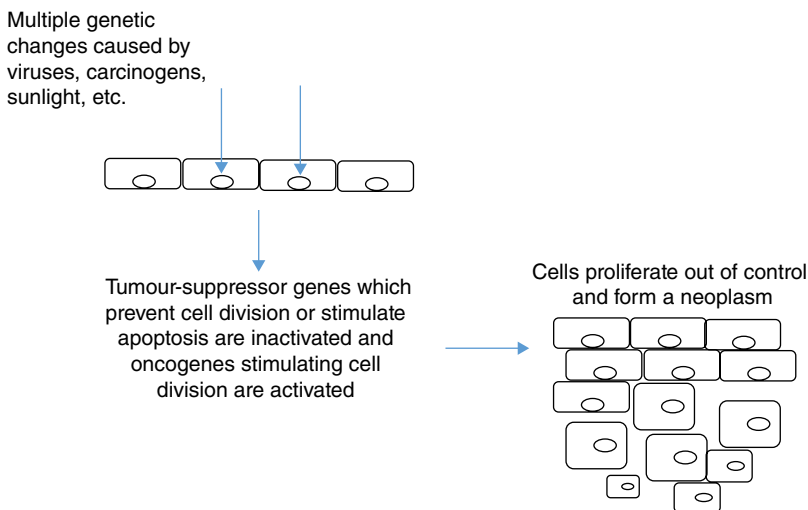 Multiple genetic
changes caused by
viruses, carcinogens,
sunlight, etc.
Tumour-suppressor genes which
prevent cell division or stimulate
apoptosis are inactivated and
oncogenes stimulating cell
division are activated
Cells proliferate out of control
and form a neoplasm